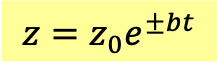 z = z₀e^{±bt}